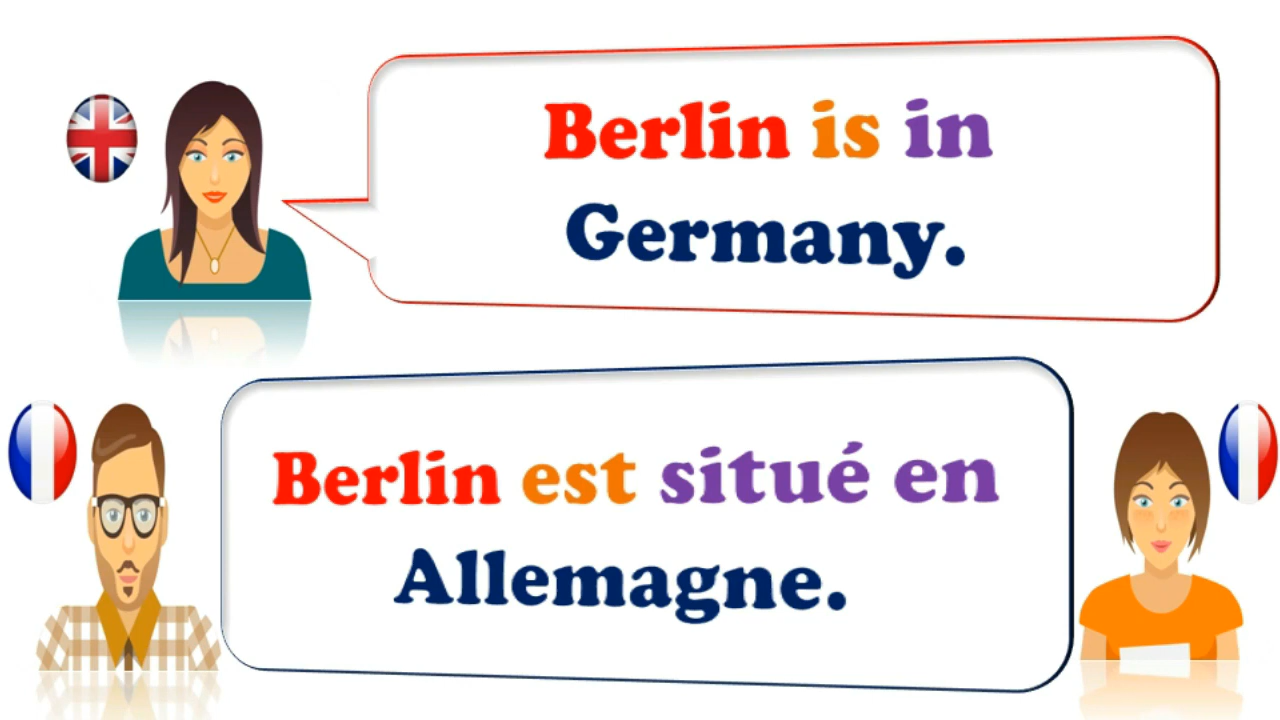 Berlin is in
Germany.
Berlin est situé en
Allemagne.